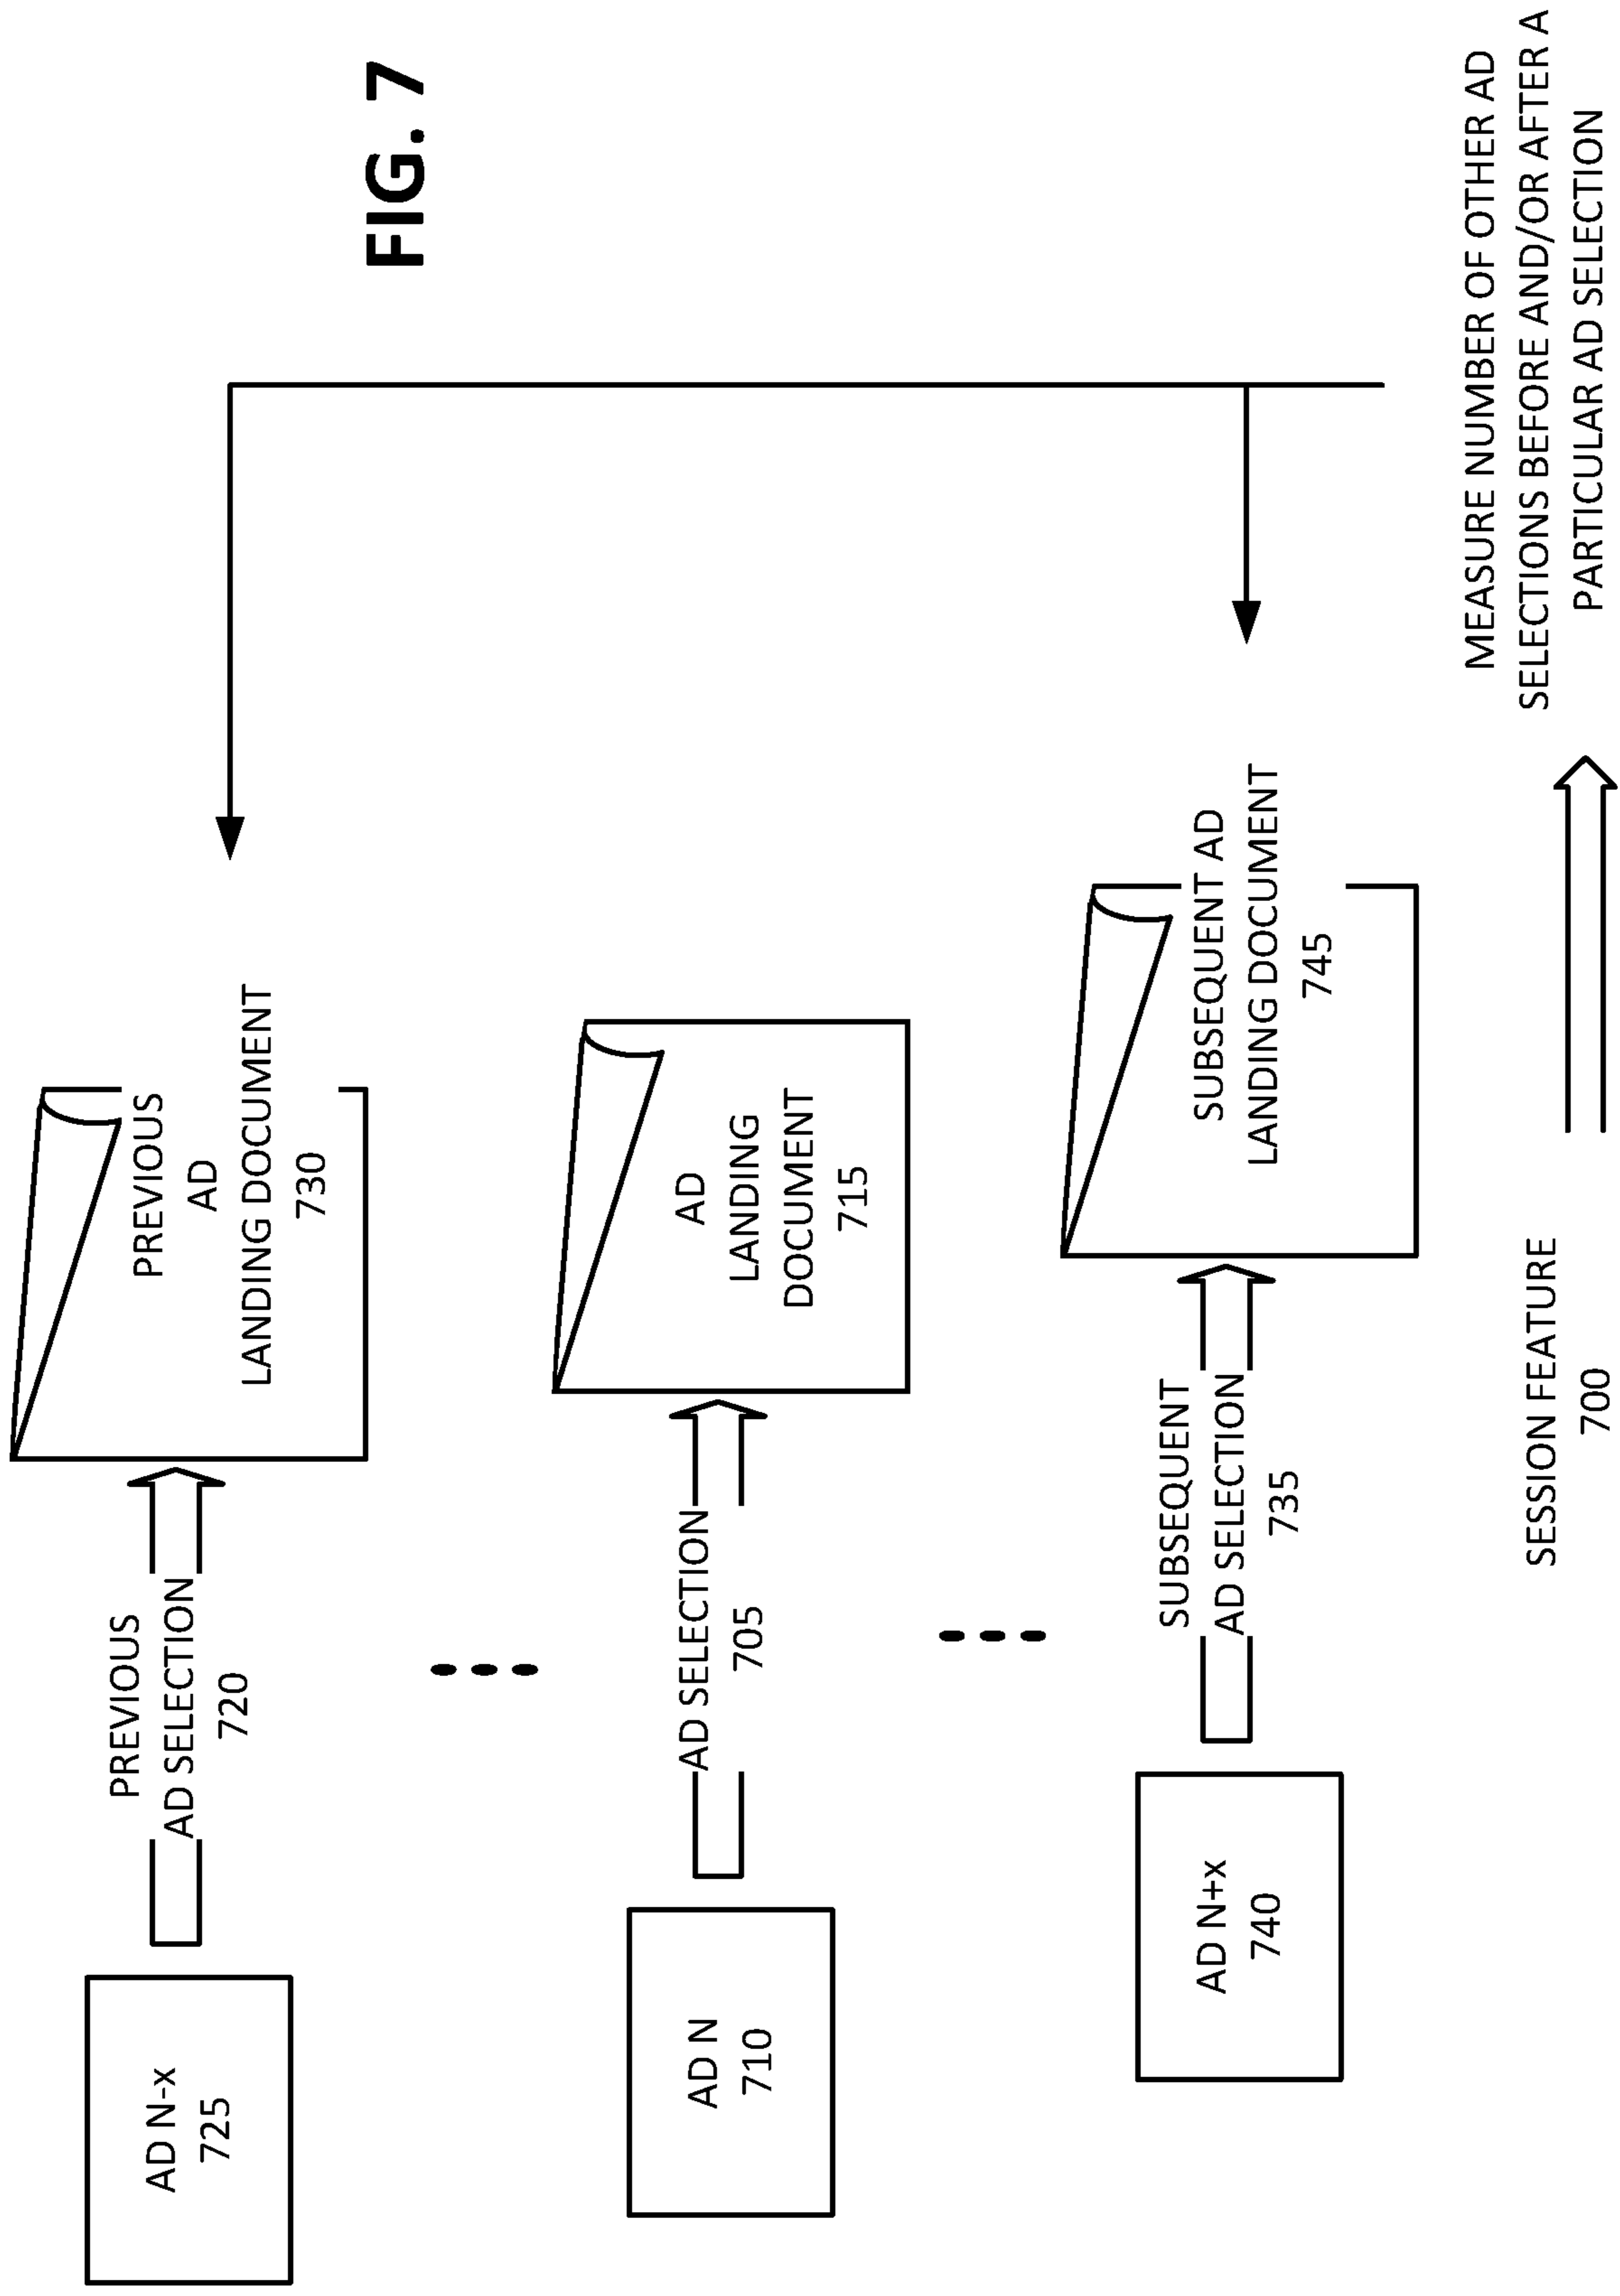 AD N-x
725
PREVIOUS
AD SELECTION
720
PREVIOUS
AD
LANDING DOCUMENT
730
AD N
710
AD SELECTION
705
AD
LANDING
DOCUMENT
715
AD N+x
740
SUBSEQUENT
AD SELECTION
735
SUBSEQUENT AD
LANDING DOCUMENT
745
SESSION FEATURE
700
MEASURE NUMBER OF OTHER AD
SELECTIONS BEFORE AND/OR AFTER A
PARTICULAR AD SELECTION
FIG. 7